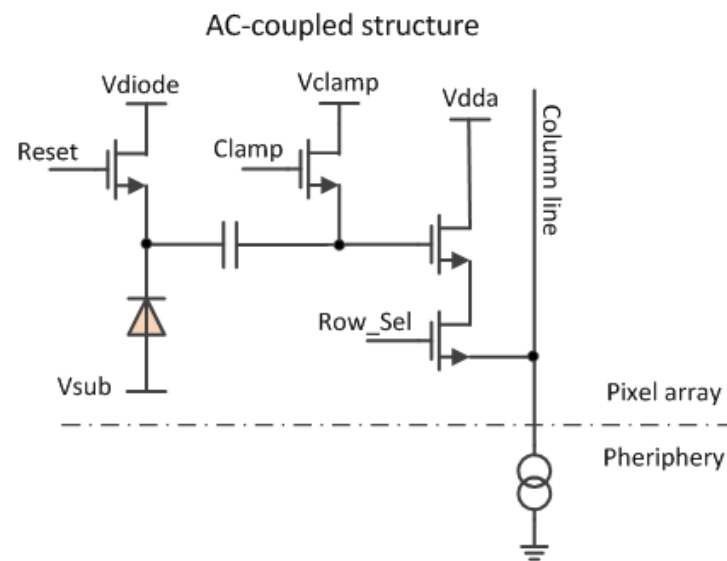 AC-coupled structure
Vdiode
Vclamp
Vdda
Reset
Clamp
Column line
Row_Sel
Vsub
Pixel array
Pheriphery